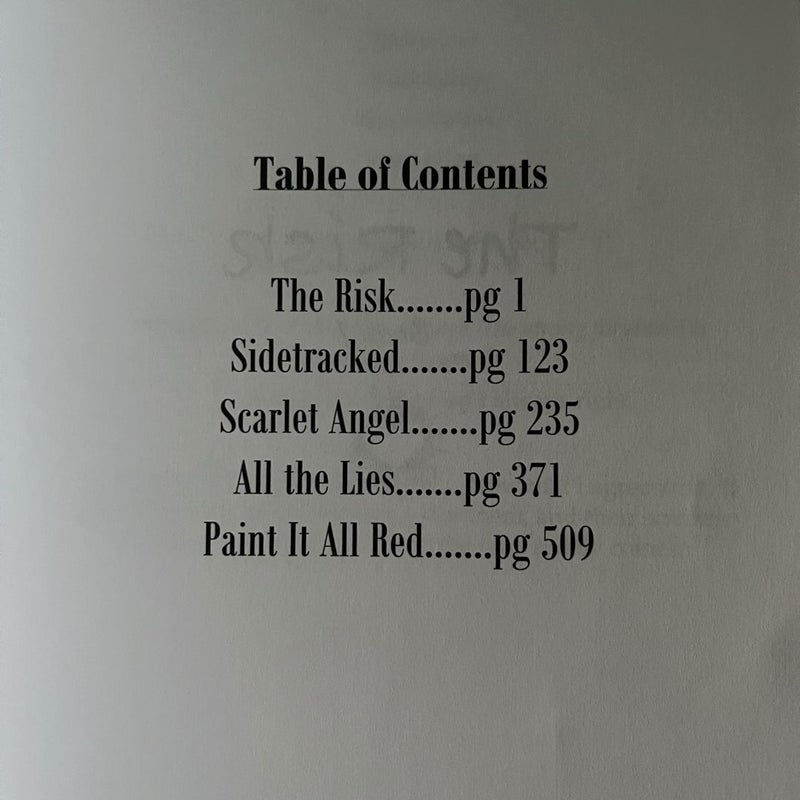 Table of Contents
The Risk.......pg 1
Sidetracked.......pg 123
Scarlet Angel.......pg 235
All the Lies.......pg 371
Paint It All Red.......pg 509